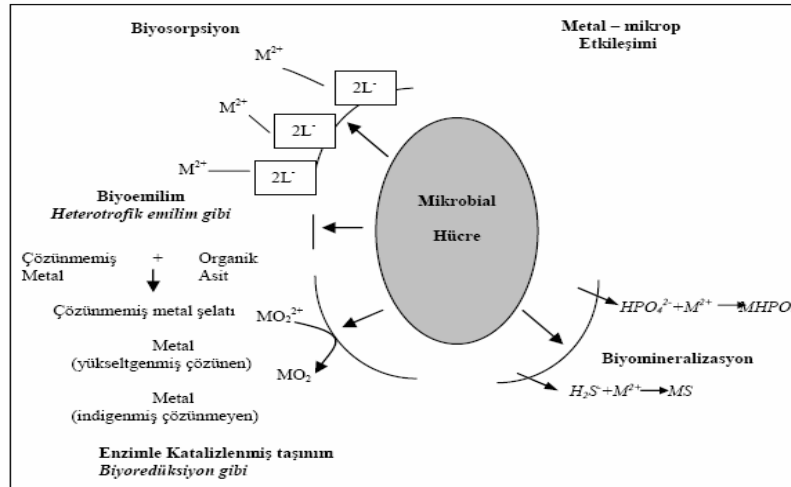 Biyosorpsiyon
Metal – mikrop
Etkileşimi
M²⁺
2L⁻
M²⁺
2L⁻
M²⁺
2L⁻
Biyoemilim
Heterotrofik emilim gibi
Mikrobial
Hücre
Çözünmemiş + Organik
Metal Asit
Çözünmemiş metal şelatı
MO₂²⁺
Metal
(yükseltgenmiş çözünen)
MO₂
Metal
(indigenmiş çözünmeyen)
Enzimle Katalizlenmiş taşınım
Biyoredüksiyon gibi
HPO₄²⁻+M²⁺→MHPO
Biyomineralizasyon
H₂S+M²⁺→MS